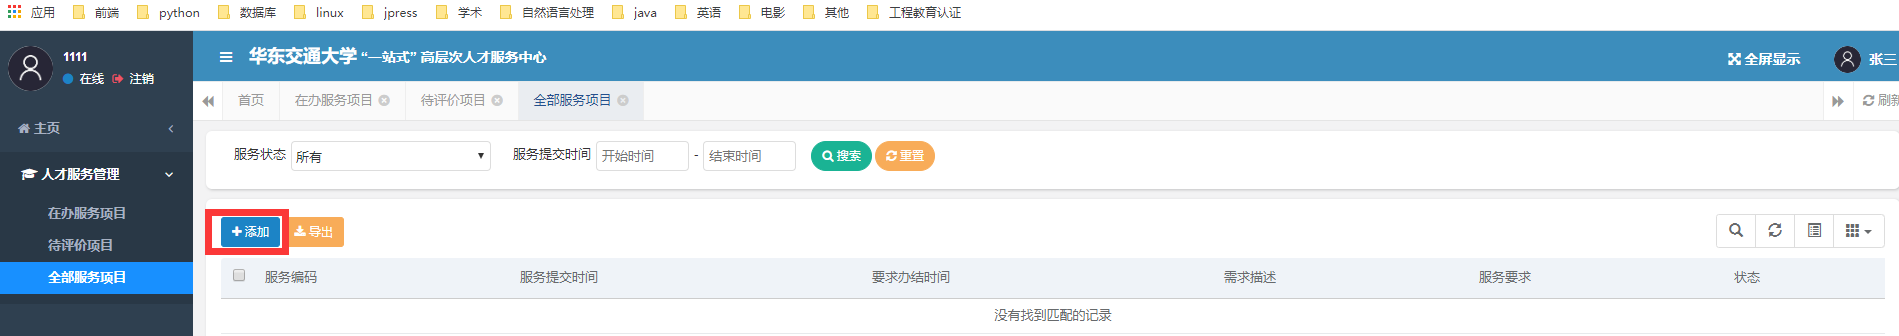 应用 前端 python 数据库 linux jpress 学术 自然语言处理 java 英语 电影 其他 工程教育认证
1111
在线 注销
华东交通大学 “一站式” 高层次人才服务中心
全屏显示 张三
首页 在办服务项目 待评价项目 全部服务项目 刷新
主页
人才服务管理
在办服务项目
待评价项目
全部服务项目
服务状态 所有 服务提交时间 开始时间 - 结束时间 搜索 重置
添加 导出
服务编码 服务提交时间 要求办结时间 需求描述 服务要求 状态
没有找到匹配的记录